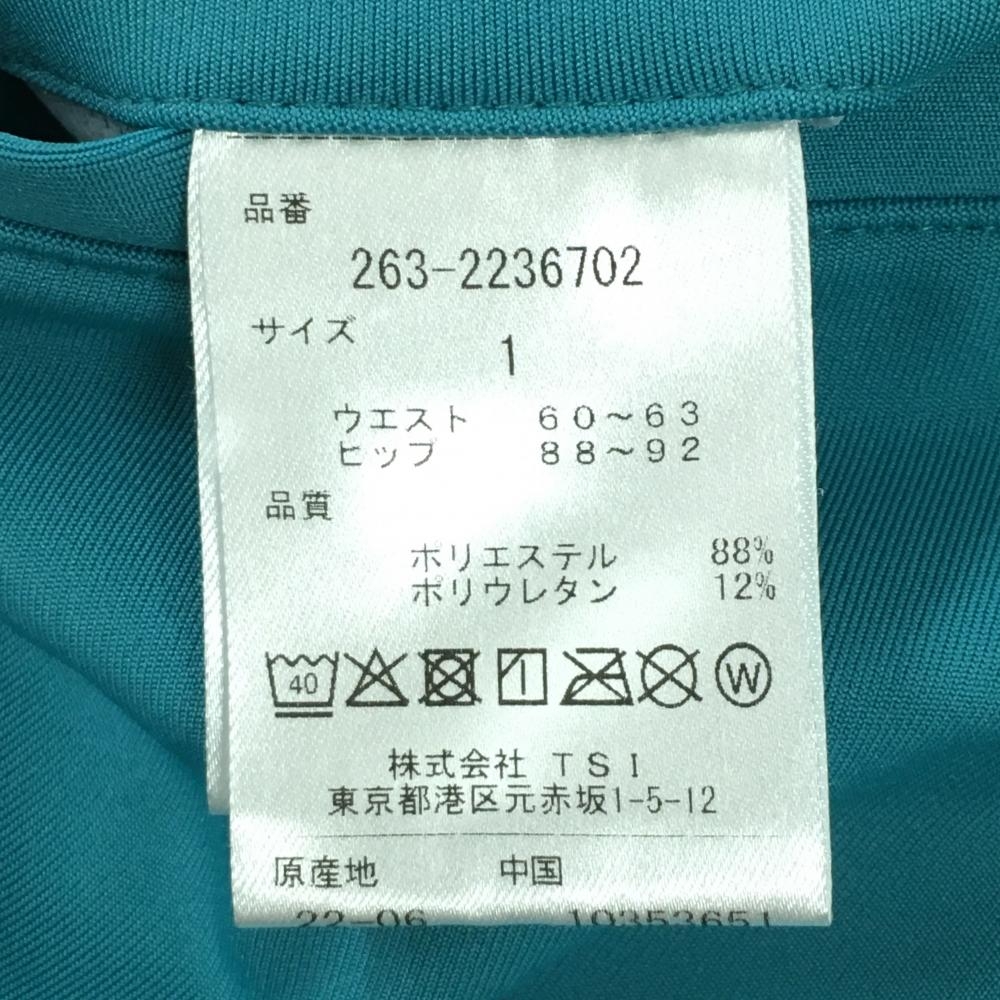 品番
263-2236702
サイズ
1
ウエスト 60～63
ヒップ 88～92
品質
ポリエステル 88%
ポリウレタン 12%
40 W
株式会社 TSI
東京都港区元赤坂1-5-12
原産地 中国
22-06 10353651